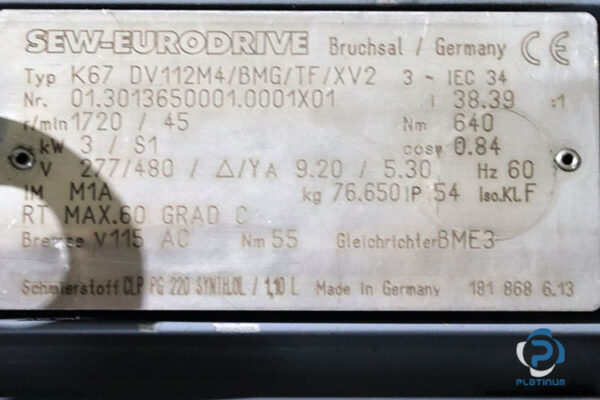 SEW-EURODRIVE Bruchsal / Germany CE
Typ K67 DV112M4/BMG/TF/XV2 3 ~ IEC 34
Nr. 01.3013650001.0001X01 i 38.39 :1
r/min 1720 / 45 Nm 640
kW 3 / S1 cosφ 0.84
V 277/480 / Δ/Y A 9.20 / 5.30 Hz 60
IM M1A kg 76.650 IP 54 Iso.Kl. F
RT MAX.60 GRAD C
Bremse V 115 AC Nm 55 Gleichrichter BME3
Schmierstoff CLP PG 220 SYNTH.ÖL / 1,10 L Made in Germany 181 868 6.13
PLATINUM